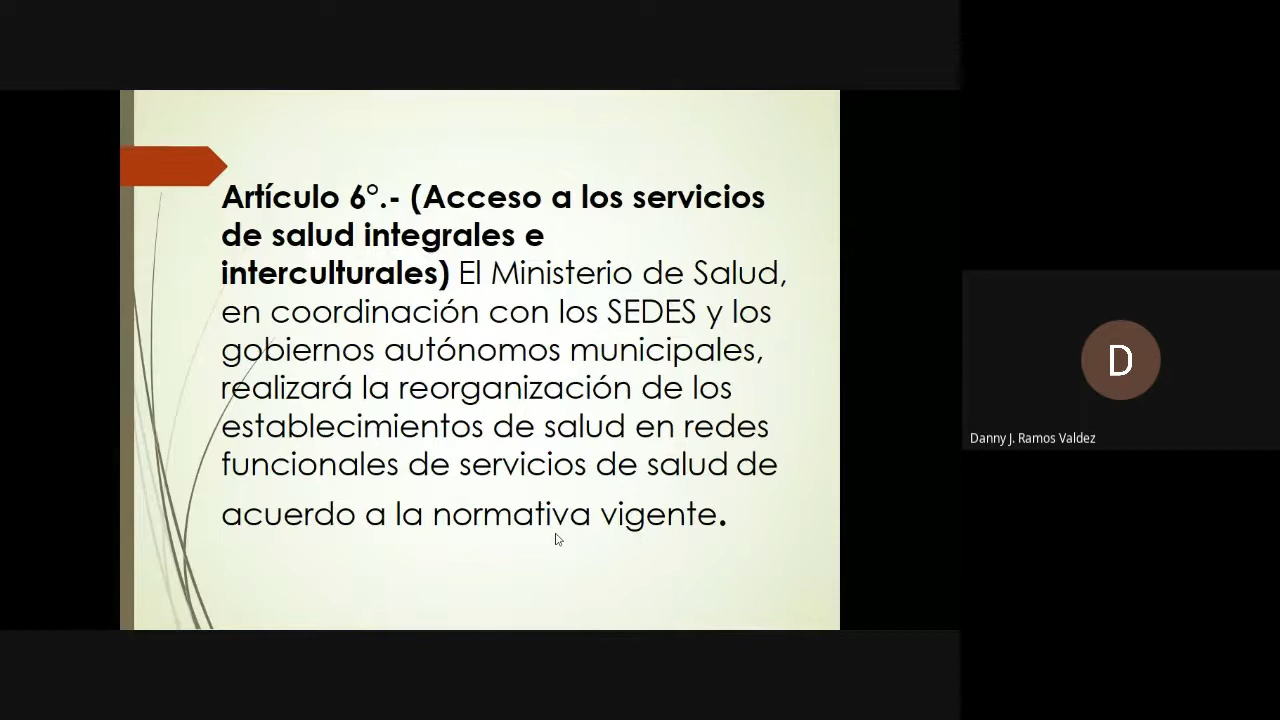 Artículo 6°.- (Acceso a los servicios
de salud integrales e
interculturales) El Ministerio de Salud,
en coordinación con los SEDES y los
gobiernos autónomos municipales,
realizará la reorganización de los
establecimientos de salud en redes
funcionales de servicios de salud de
acuerdo a la normativa vigente.
D
Danny J. Ramos Valdez